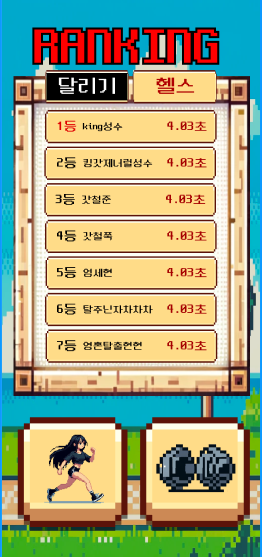 RANKING
달리기 헬스
1등 king성수 4.03초
2등 킹갓제너럴성수 4.03초
3등 갓철준 4.03초
4등 갓철쭉 4.03초
5등 엄세현 4.03초
6등 탈주닌자차차차 4.03초
7등 영혼탈출현현 4.03초